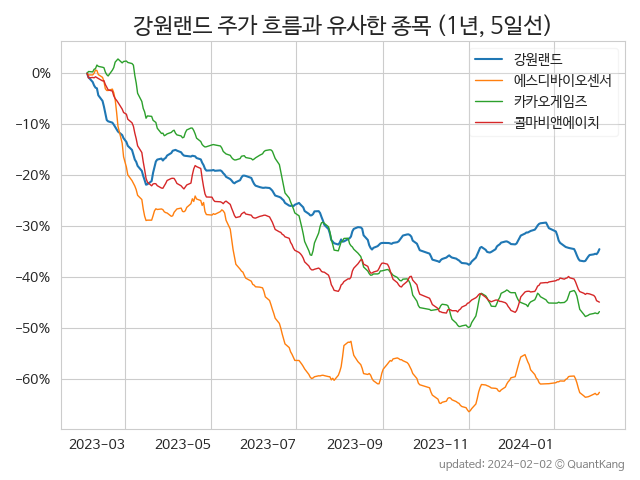 강원랜드 주가 흐름과 유사한 종목 (1년, 5일선)
강원랜드
에스디바이오센서
카카오게임즈
콜마비앤에이치
0%
−10%
−20%
−30%
−40%
−50%
−60%
2023-03 2023-05 2023-07 2023-09 2023-11 2024-01
updated: 2024-02-02 © QuantKang